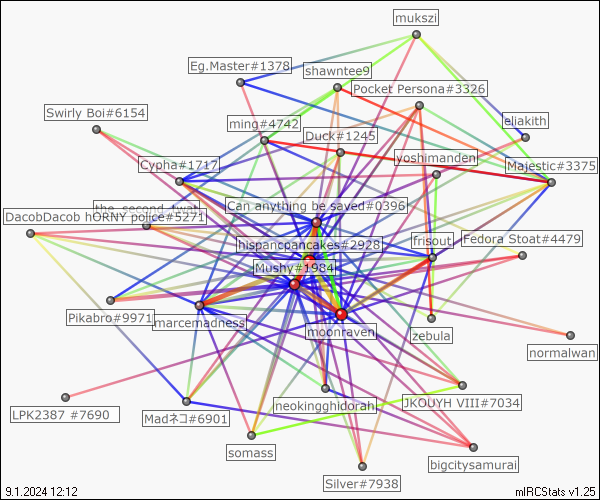 mukszi
Eg.Master#1378
shawntee9
Pocket Persona#3326
Swirly Boi#6154
ming#4742
eliakith
Duck#1245
Cypha#1717
yoshimanden
Majestic#3375
Can anything be saved#0396
DacobDacob hORNY police#5271
hispancpancakes#2928
frisout
Fedora Stoat#4479
Mushy#1984
Pikabro#9971
marcemadness
moonraven
zebula
normalwan
LPK2387 #7690
Madネコ#6901
neokingghidorah
JKOUYH VIII#7034
somass
bigcitysamurai
Silver#7938
9.1.2024 12:12
mIRCStats v1.25